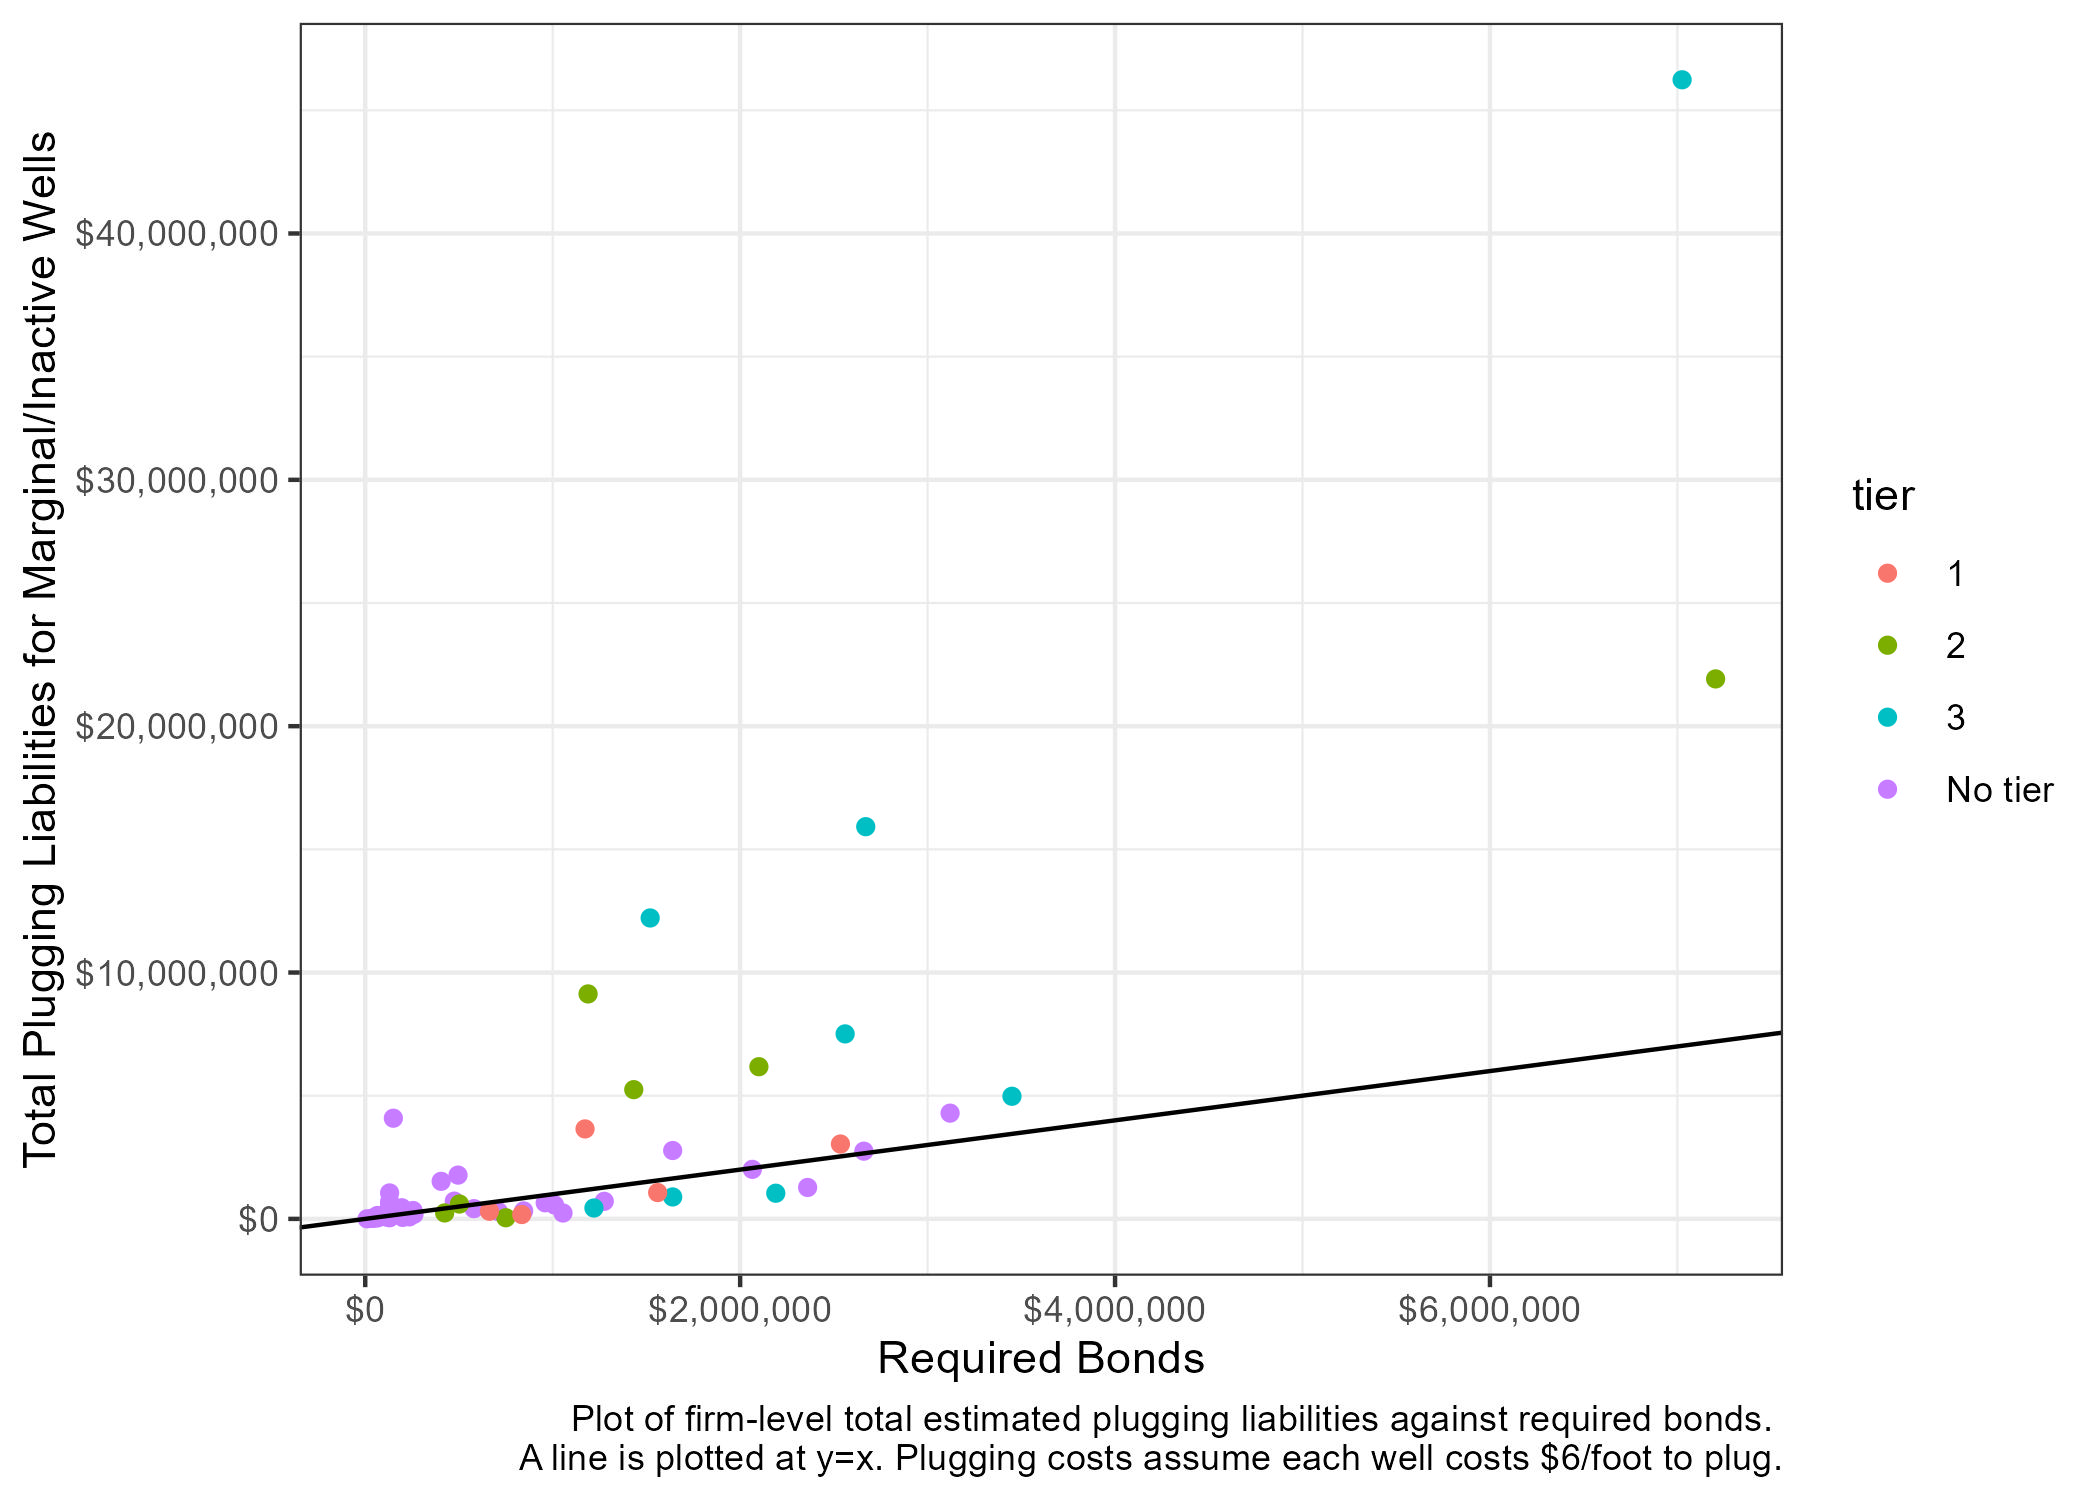 Total Plugging Liabilities for Marginal/Inactive Wells
$40,000,000
$30,000,000
$20,000,000
$10,000,000
$0
$0
$2,000,000
$4,000,000
$6,000,000
Required Bonds
tier
1
2
3
No tier
Plot of firm-level total estimated plugging liabilities against required bonds.
A line is plotted at y=x. Plugging costs assume each well costs $6/foot to plug.